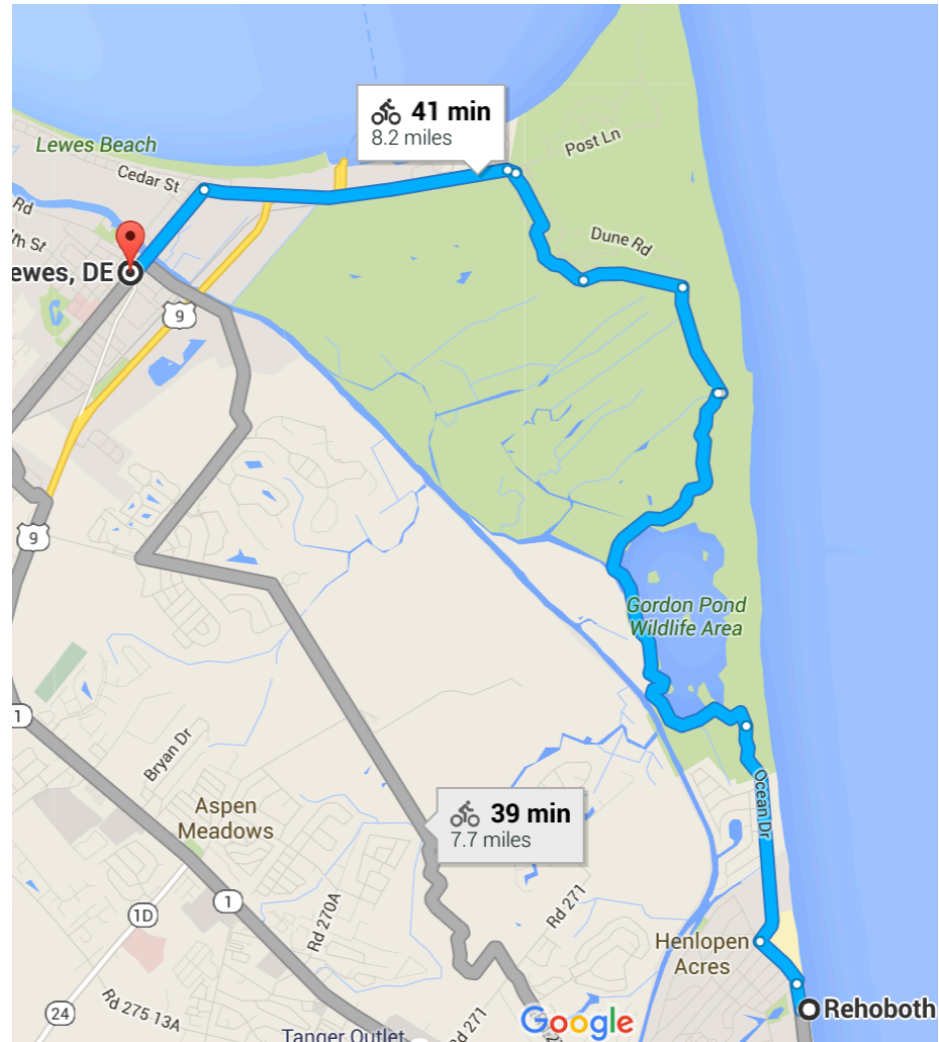 41 min
8.2 miles
Lewes Beach
Post Ln
Cedar St
Rd
7th St
Dune Rd
ewes, DE
9
9
Gordon Pond
Wildlife Area
1
Bryan Dr
Ocean Dr
39 min
7.7 miles
Aspen
Meadows
1
1D
Rd 270A
Rd 271
Henlopen
Acres
24
Rd 275 13A
Rehoboth
Google
Tanger Outlet
Rd 271